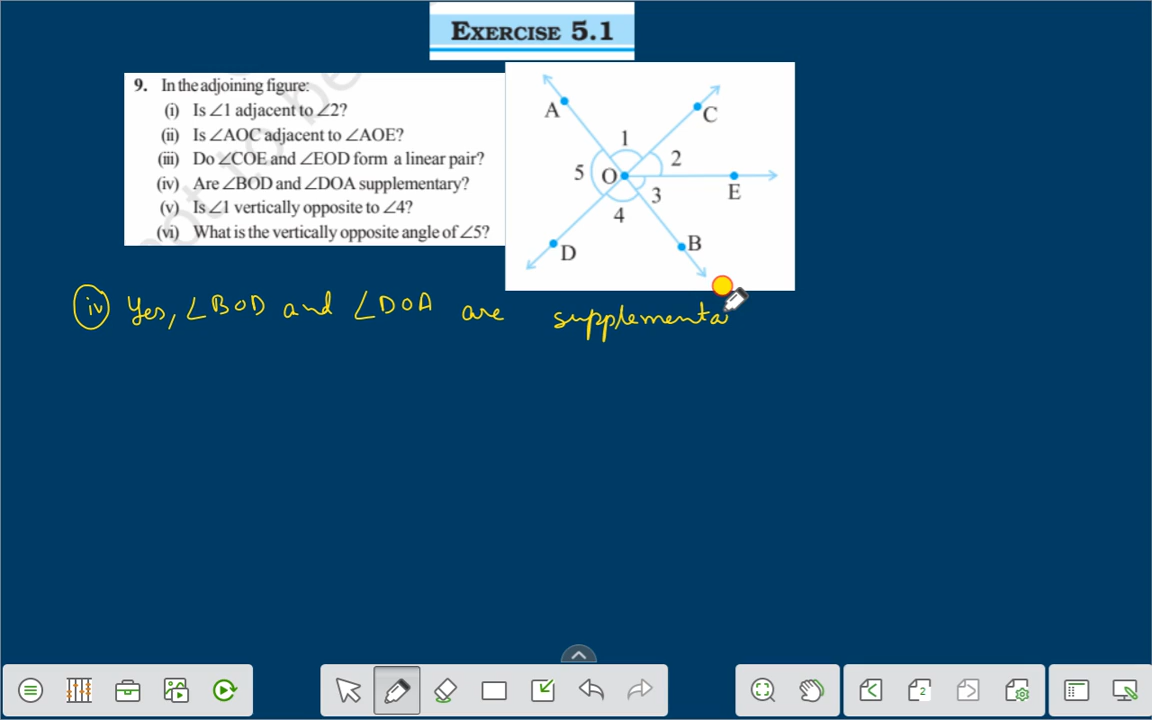 EXERCISE 5.1
9. In the adjoining figure:
(i) Is ∠1 adjacent to ∠2?
(ii) Is ∠AOC adjacent to ∠AOE?
(iii) Do ∠COE and ∠EOD form a linear pair?
(iv) Are ∠BOD and ∠DOA supplementary?
(v) Is ∠1 vertically opposite to ∠4?
(vi) What is the vertically opposite angle of ∠5?
A
C
1
2
5
O
3
E
4
B
D
iv Yes, ∠BOD and ∠DOA are supplementa
2